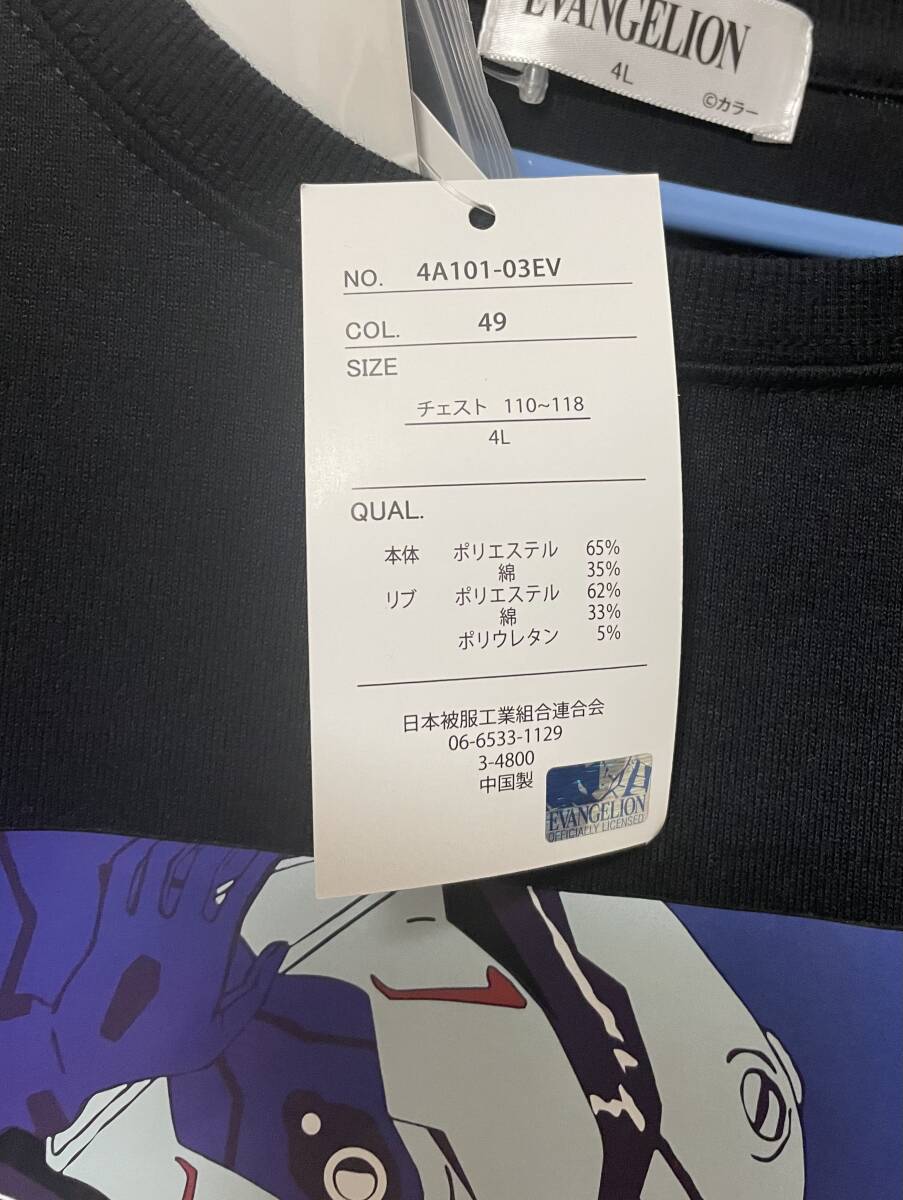 EVANGELION
4L
©カラー
NO. 4A101-03EV
COL. 49
SIZE
チェスト 110~118
4L
QUAL.
本体 ポリエステル 65%
綿 35%
リブ ポリエステル 62%
綿 33%
ポリウレタン 5%
日本被服工業組合連合会
06-6533-1129
3-4800
中国製
EVANGELION
OFFICIALLY LICENSED